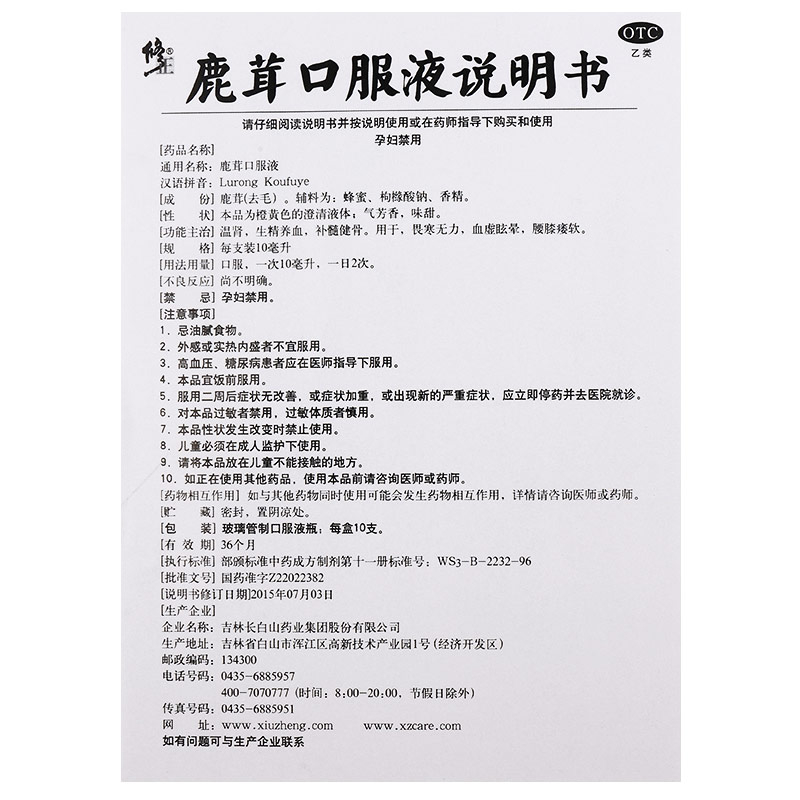 修正®
OTC
乙类
鹿茸口服液说明书
请仔细阅读说明书并按说明使用或在药师指导下购买和使用
孕妇禁用
[药品名称]
通用名称：鹿茸口服液
汉语拼音：Lurong Koufuye
[成　　份] 鹿茸(去毛) 。辅料为：蜂蜜、枸橼酸钠、香精。
[性　　状] 本品为橙黄色的澄清液体；气芳香，味甜。
[功能主治] 温肾，生精养血，补髓健骨。用于，畏寒无力，血虚眩晕，腰膝痿软。
[规　　格] 每支装10毫升
[用法用量] 口服，一次10毫升，一日2次。
[不良反应] 尚不明确。
[禁　　忌] 孕妇禁用。
[注意事项]
1．忌油腻食物。
2．外感或实热内盛者不宜服用。
3．高血压、糖尿病患者应在医师指导下服用。
4．本品宜饭前服用。
5．服用二周后症状无改善，或症状加重，或出现新的严重症状，应立即停药并去医院就诊。
6．对本品过敏者禁用，过敏体质者慎用。
7．本品性状发生改变时禁止使用。
8．儿童必须在成人监护下使用。
9．请将本品放在儿童不能接触的地方。
10．如正在使用其他药品，使用本品前请咨询医师或药师。
[药物相互作用] 如与其他药物同时使用可能会发生药物相互作用，详情请咨询医师或药师。
[贮　　藏] 密封，置阴凉处。
[包　　装] 玻璃管制口服液瓶；每盒10支。
[有 效 期] 36个月
[执行标准] 部颁标准中药成方制剂第十一册标准号：WS3-B-2232-96
[批准文号] 国药准字Z22022382
[说明书修订日期]2015年07月03日
[生产企业]
企业名称：吉林长白山药业集团股份有限公司
生产地址：吉林省白山市浑江区高新技术产业园1号(经济开发区)
邮政编码：134300
电话号码：0435-6885957
400-7070777 (时间：8:00-20:00，节假日除外)
传真号码：0435-6885951
网　　址：www.xiuzheng.com　　www.xzcare.com
如有问题可与生产企业联系